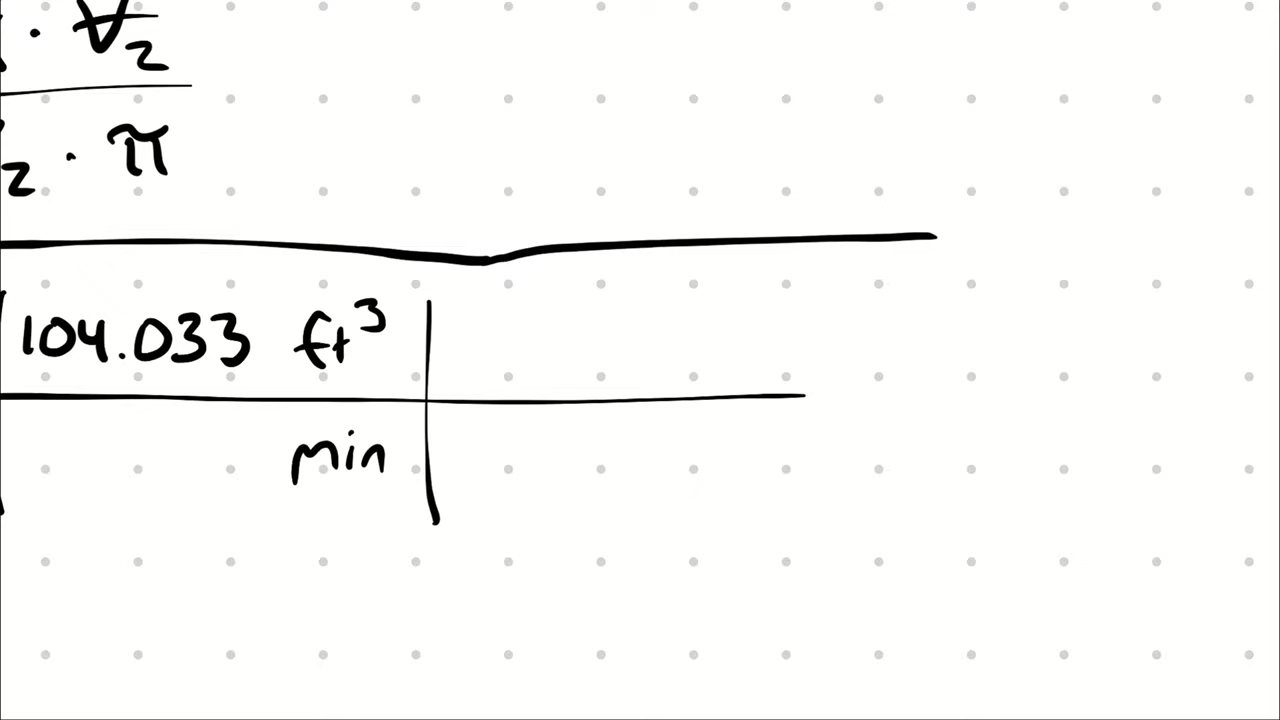 · V̶₂
₂ · π
104.033 ft³
min